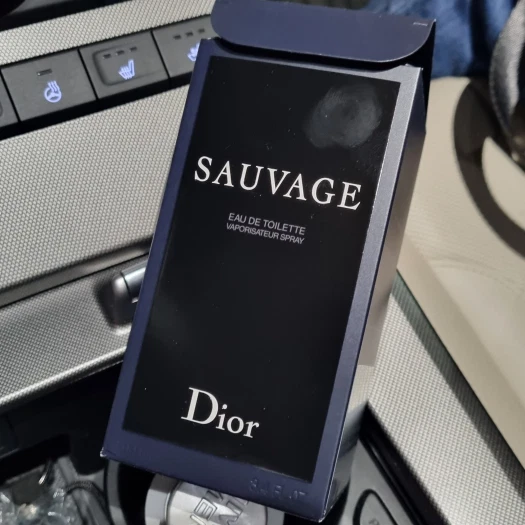 SAUVAGE
EAU DE TOILETTE
VAPORISATEUR SPRAY
Dior